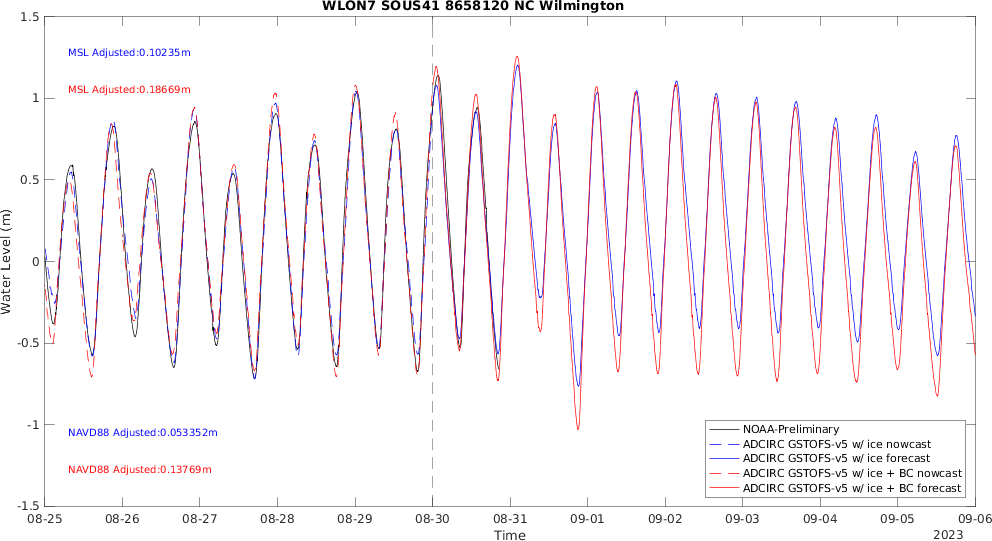 WLON7 SOUS41 8658120 NC Wilmington
1.5
1
0.5
0
-0.5
-1
-1.5
Water Level (m)
MSL Adjusted:0.10235m
MSL Adjusted:0.18669m
NAVD88 Adjusted:0.053352m
NAVD88 Adjusted:0.13769m
NOAA-Preliminary
ADCIRC GSTOFS-v5 w/ ice nowcast
ADCIRC GSTOFS-v5 w/ ice forecast
ADCIRC GSTOFS-v5 w/ ice + BC nowcast
ADCIRC GSTOFS-v5 w/ ice + BC forecast
08-25 08-26 08-27 08-28 08-29 08-30 08-31 09-01 09-02 09-03 09-04 09-05 09-06
Time
2023